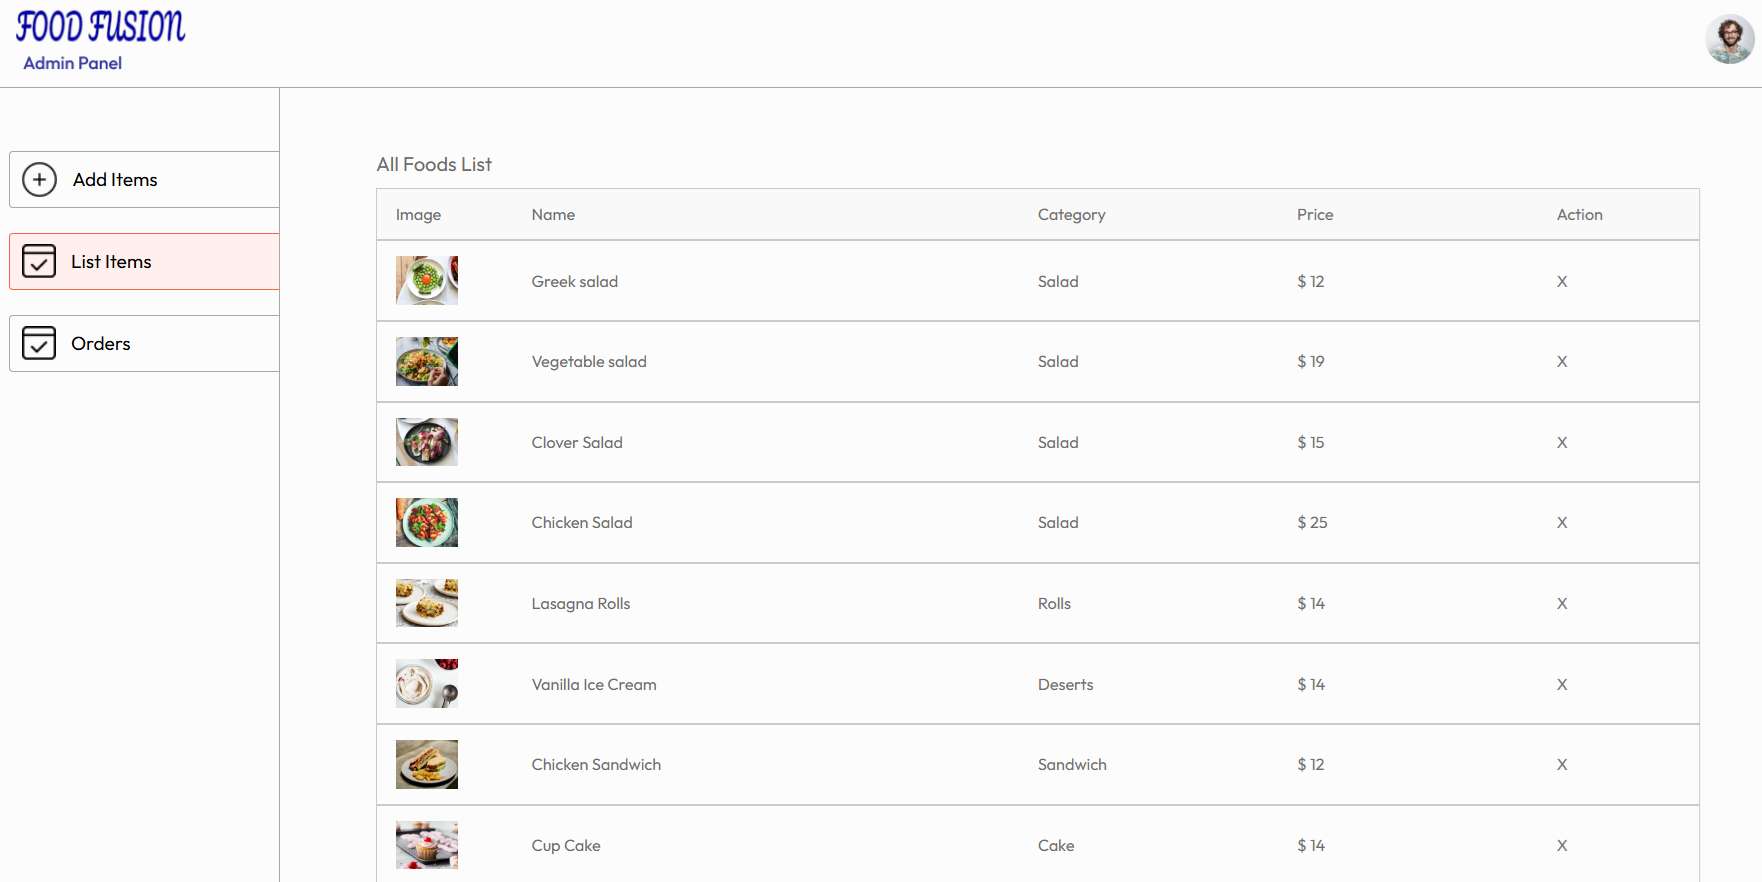 FOOD FUSION
Admin Panel
Add Items
List Items
Orders
All Foods List
Image Name Category Price Action
Greek salad Salad $ 12 X
Vegetable salad Salad $ 19 X
Clover Salad Salad $ 15 X
Chicken Salad Salad $ 25 X
Lasagna Rolls Rolls $ 14 X
Vanilla Ice Cream Deserts $ 14 X
Chicken Sandwich Sandwich $ 12 X
Cup Cake Cake $ 14 X